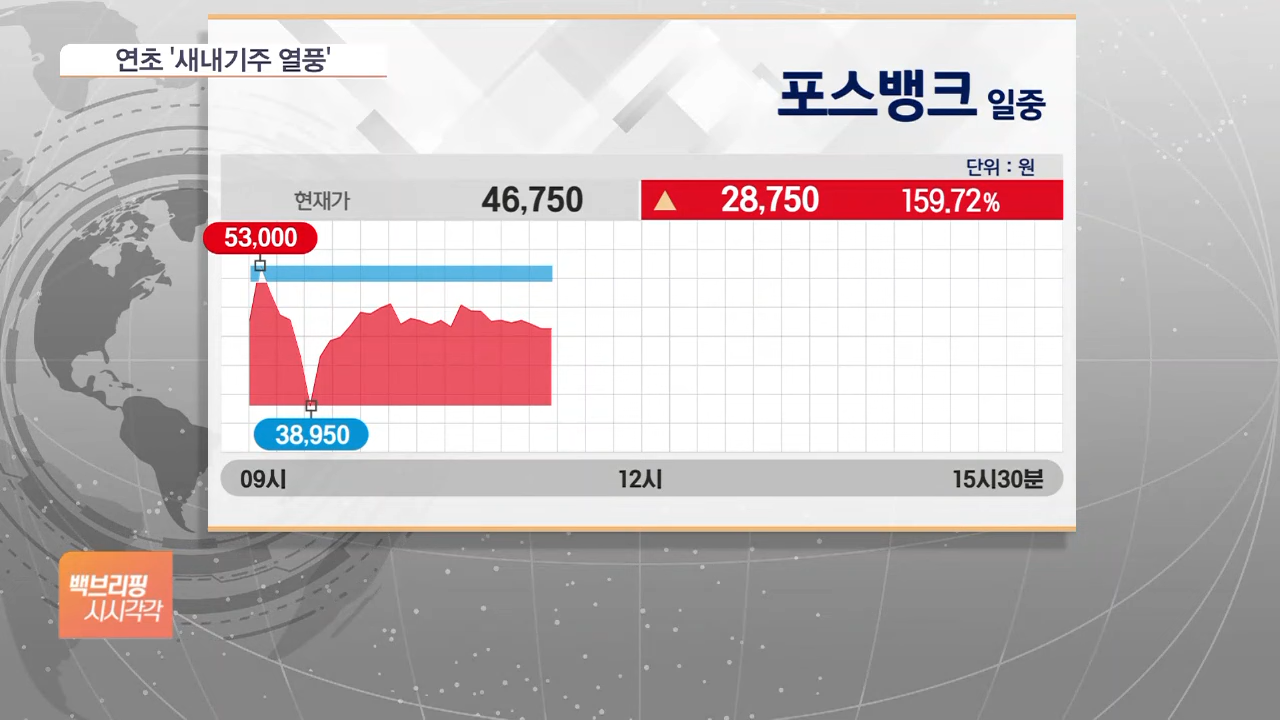 연초 '새내기주 열풍'
포스뱅크 일중
단위 : 원
현재가 46,750 ▲ 28,750 159.72%
53,000
38,950
09시 12시 15시30분
백브리핑
시시각각